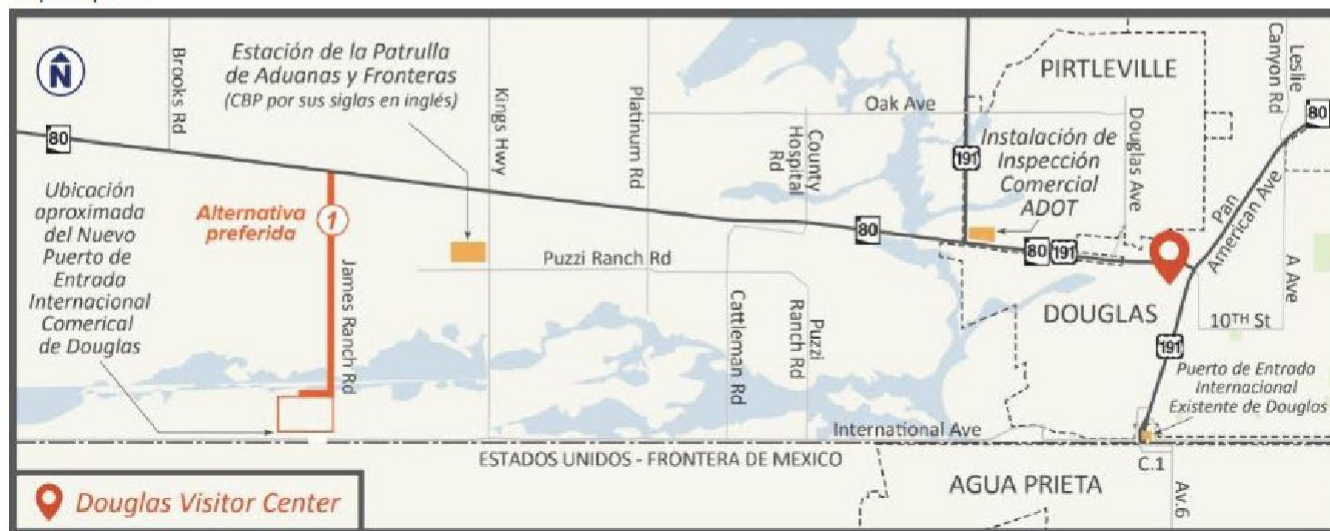 Brooks Rd
Estación de la Patrulla
de Aduanas y Fronteras
(CBP por sus siglas en inglés)
Kings Hwy
Platinum Rd
Oak Ave
County
Hospital
Rd
PIRTLEVILLE
Leslie
Canyon Rd
N
80
80
191
Instalación de
Inspección
Comercial
ADOT
Douglas Ave
Pan
American Ave
Ubicación
aproximada
del Nuevo
Puerto de
Entrada
Internacional
Comerical
de Douglas
Alternativa
preferida
1
James Ranch Rd
80
80
191
Puzzi Ranch Rd
Cattleman Rd
Puzzi
Ranch Rd
DOUGLAS
A Ave
10TH St
191
Puerto de Entrada
Internacional
Existente de Douglas
International Ave
ESTADOS UNIDOS - FRONTERA DE MEXICO
C.1
AGUA PRIETA
Av.6
Douglas Visitor Center